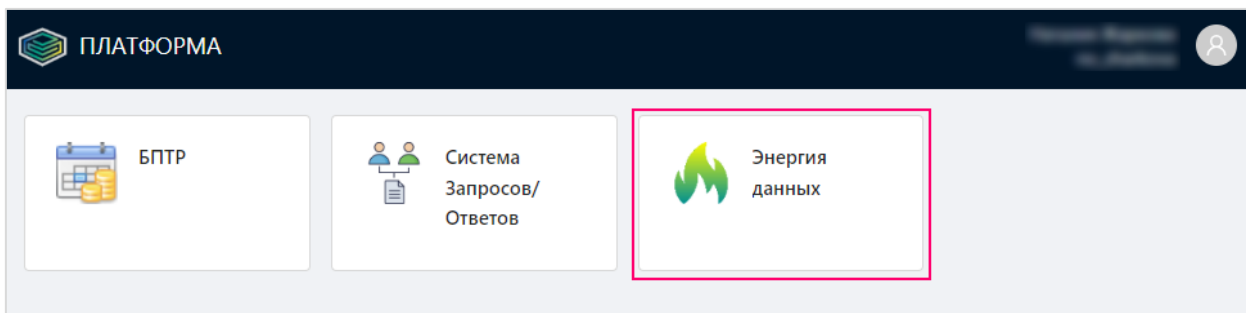 ПЛАТФОРМА
БПТР
Система
Запросов/
Ответов
Энергия
данных